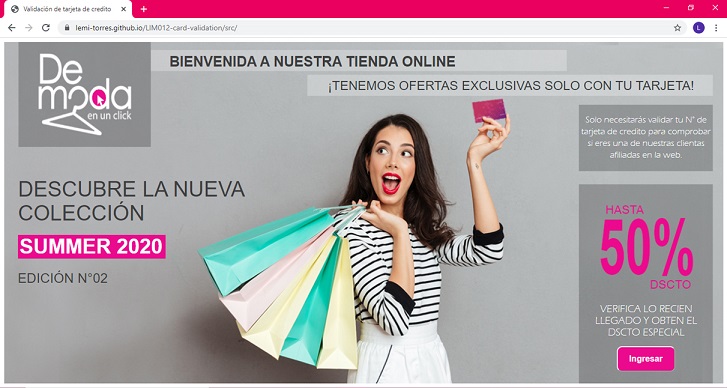 Validación de tarjeta de credito
lemi-torres.github.io/LIM012-card-validation/src/
L
De
moda
en un click
BIENVENIDA A NUESTRA TIENDA ONLINE
¡TENEMOS OFERTAS EXCLUSIVAS SOLO CON TU TARJETA!
Solo necesitarás validar tu N° de
tarjeta de credito para comprobar
si eres una de nuestras clientas
afiliadas en la web.
DESCUBRE LA NUEVA
COLECCIÓN
SUMMER 2020
EDICIÓN N°02
HASTA
50%
DSCTO
VERIFICA LO RECIEN
LLEGADO Y OBTEN EL
DSCTO ESPECIAL
Ingresar